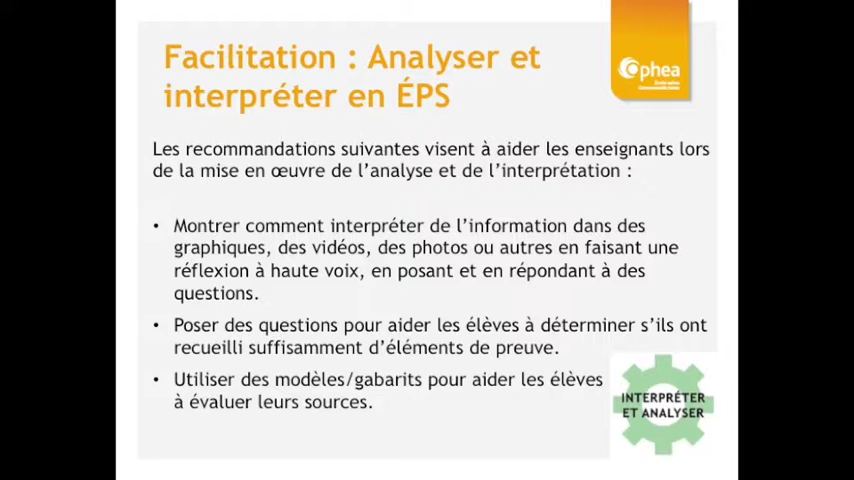 Facilitation : Analyser et
interpréter en ÉPS
Ophea
Les recommandations suivantes visent à aider les enseignants lors
de la mise en œuvre de l’analyse et de l’interprétation :
• Montrer comment interpréter de l’information dans des
graphiques, des vidéos, des photos ou autres en faisant une
réflexion à haute voix, en posant et en répondant à des
questions.
• Poser des questions pour aider les élèves à déterminer s’ils ont
recueilli suffisamment d’éléments de preuve.
• Utiliser des modèles/gabarits pour aider les élèves
à évaluer leurs sources.
INTERPRÉTER
ET ANALYSER